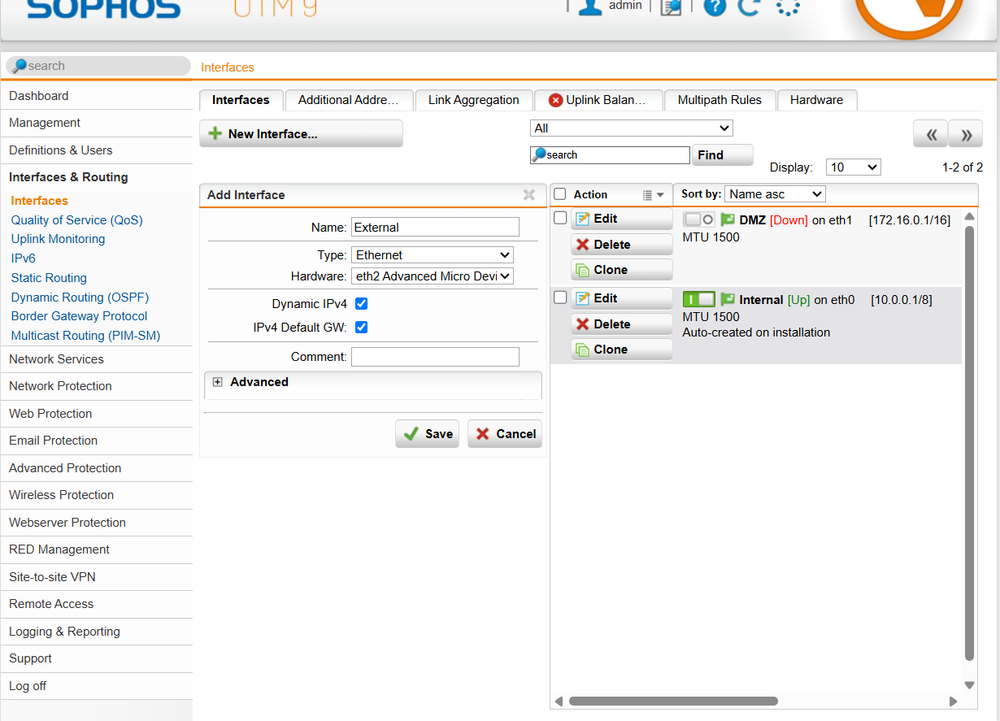 SOPHOS UTM 9
admin
search
Interfaces
Dashboard
Management
Definitions & Users
Interfaces & Routing
Interfaces
Quality of Service (QoS)
Uplink Monitoring
IPv6
Static Routing
Dynamic Routing (OSPF)
Border Gateway Protocol
Multicast Routing (PIM-SM)
Network Services
Network Protection
Web Protection
Email Protection
Advanced Protection
Wireless Protection
Webserver Protection
RED Management
Site-to-site VPN
Remote Access
Logging & Reporting
Support
Log off
Interfaces Additional Addre… Link Aggregation Uplink Balan… Multipath Rules Hardware
New Interface...
All
search Find
Display: 10 1-2 of 2
Add Interface
Name: External
Type: Ethernet
Hardware: eth2 Advanced Micro Devi
Dynamic IPv4
IPv4 Default GW:
Comment:
Advanced
Save Cancel
Action Sort by: Name asc
Edit DMZ [Down] on eth1 [172.16.0.1/16]
MTU 1500
Delete
Clone
Edit Internal [Up] on eth0 [10.0.0.1/8]
MTU 1500
Delete
Auto-created on installation
Clone